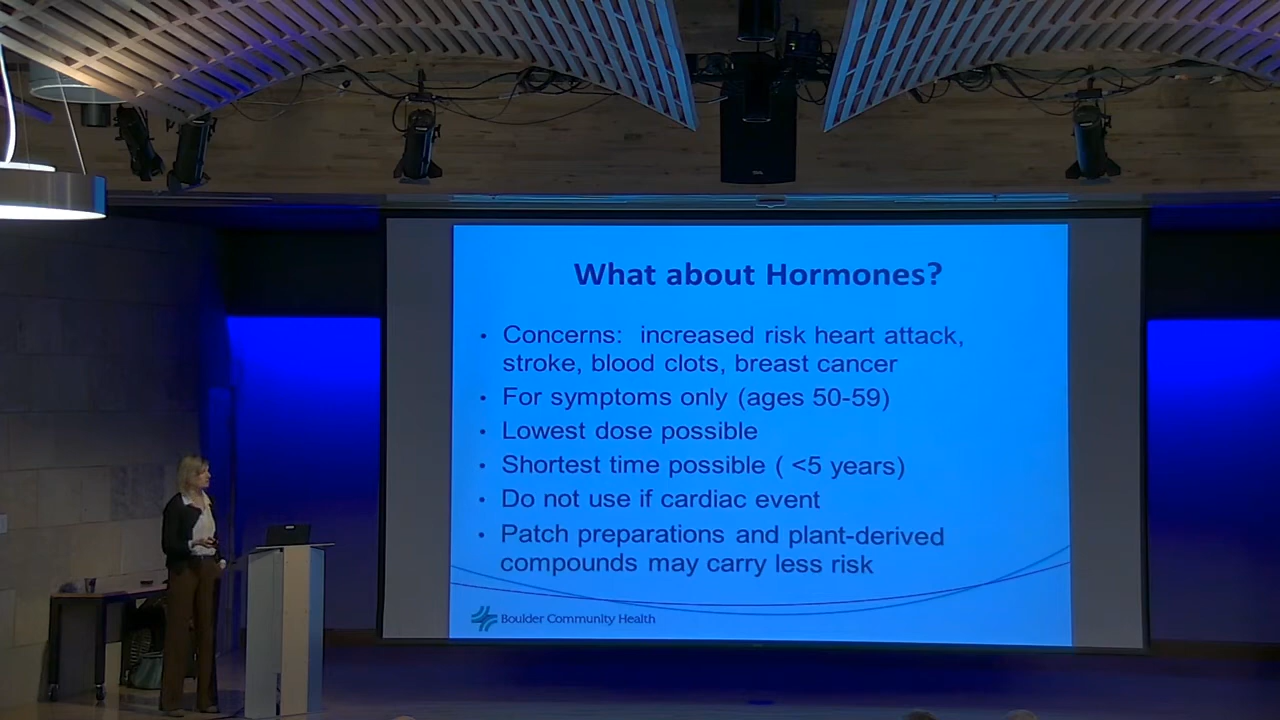 What about Hormones?
• Concerns:  increased risk heart attack,
stroke, blood clots, breast cancer
• For symptoms only (ages 50-59)
• Lowest dose possible
• Shortest time possible ( <5 years)
• Do not use if cardiac event
• Patch preparations and plant-derived
compounds may carry less risk
Boulder Community Health